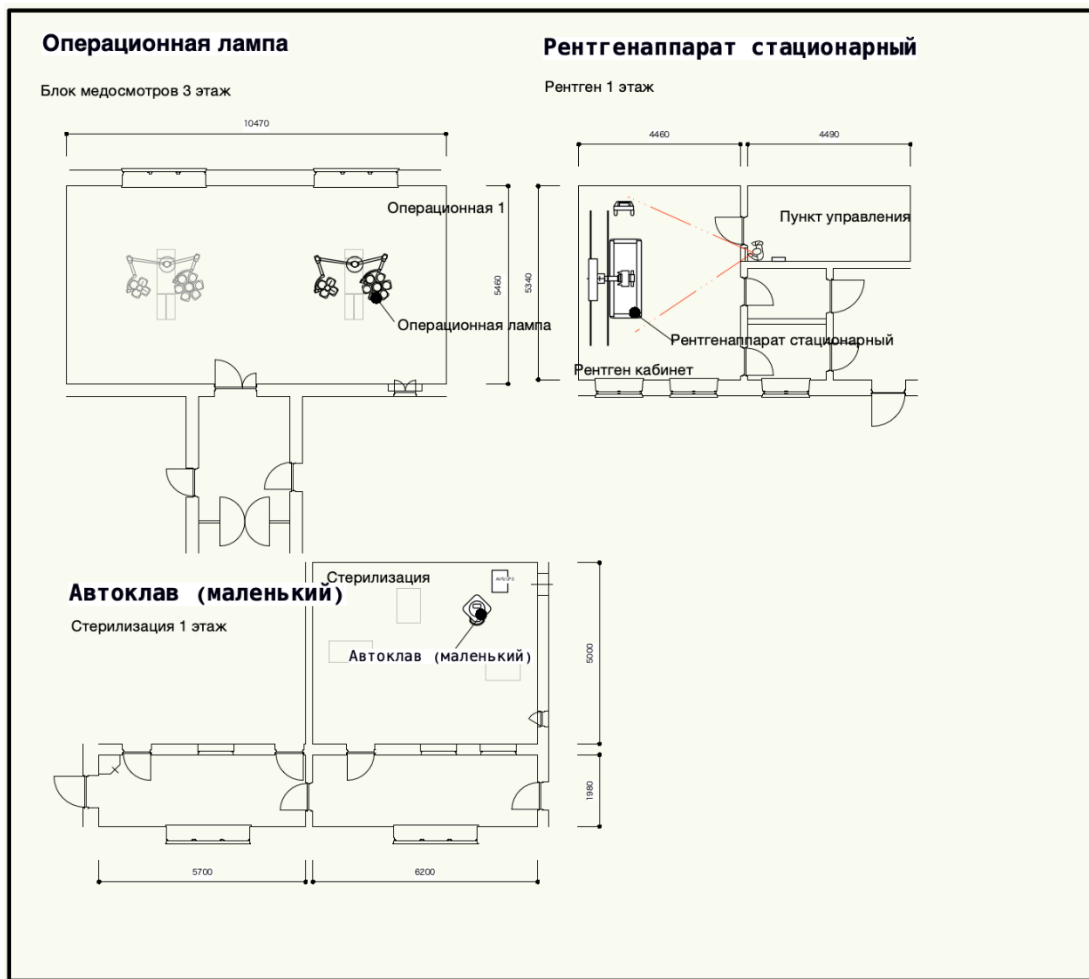 Операционная лампа
Блок медосмотров 3 этаж
10470
Операционная 1
5460
Операционная лампа
Рентгенаппарат стационарный
Рентген 1 этаж
4460
4490
5340
Пункт управления
Рентгенаппарат стационарный
Рентген кабинет
Автоклав (маленький)
Стерилизация 1 этаж
Стерилизация
Автоклав (маленький)
5000
1980
5700
6200